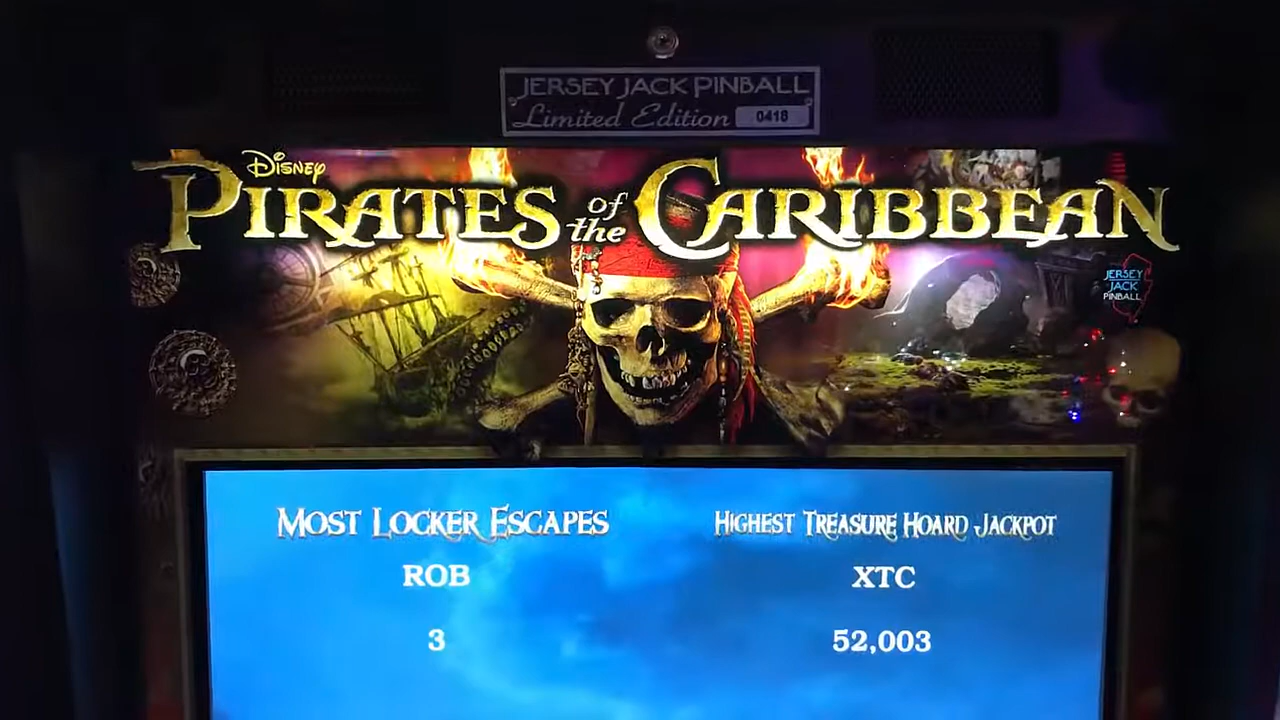 JERSEY JACK PINBALL
Limited Edition 0418
DISNEY
PIRATES of the CARIBBEAN
JERSEY
JACK
PINBALL
MOST LOCKER ESCAPES
ROB
3
HIGHEST TREASURE HOARD JACKPOT
XTC
52,003